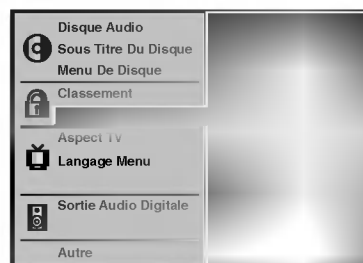 Disque Audio
Sous Titre Du Disque
Menu De Disque
Classement
Aspect TV
Langage Menu
Sortie Audio Digitale
Autre